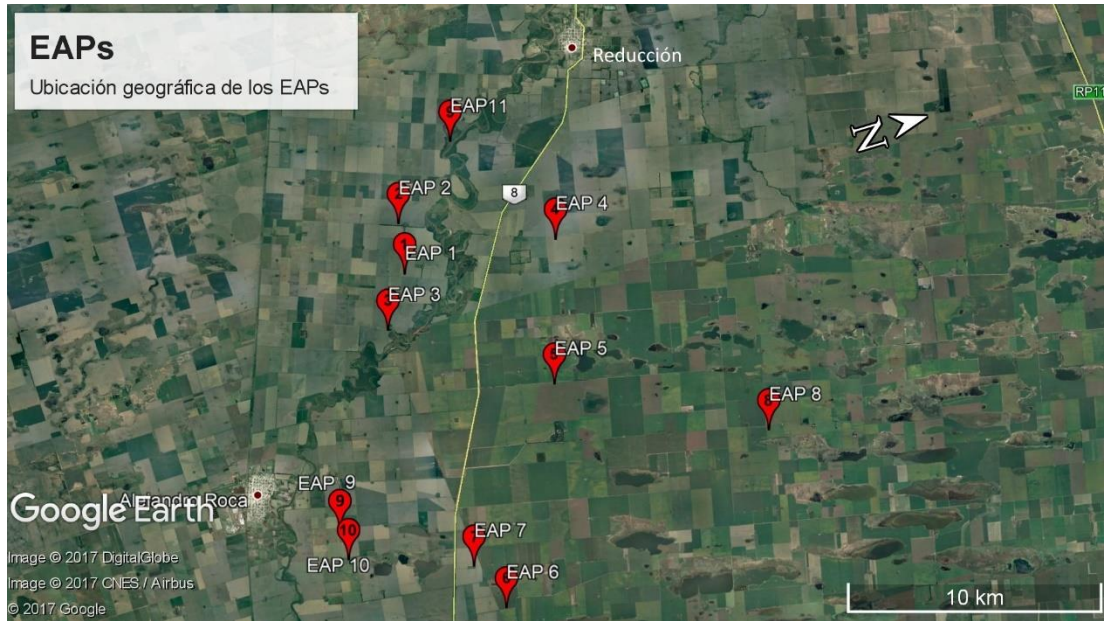 EAPs
Ubicación geográfica de los EAPs
Reducción
RP11
EAP11
N
EAP 2
8
EAP 4
1
EAP 1
EAP 3
EAP 5
EAP 8
EAP 9
Alejandro Roca
9
Google Earth
10
EAP 7
EAP 10
EAP 6
Image © 2017 DigitalGlobe
Image © 2017 CNES / Airbus
© 2017 Google
10 km